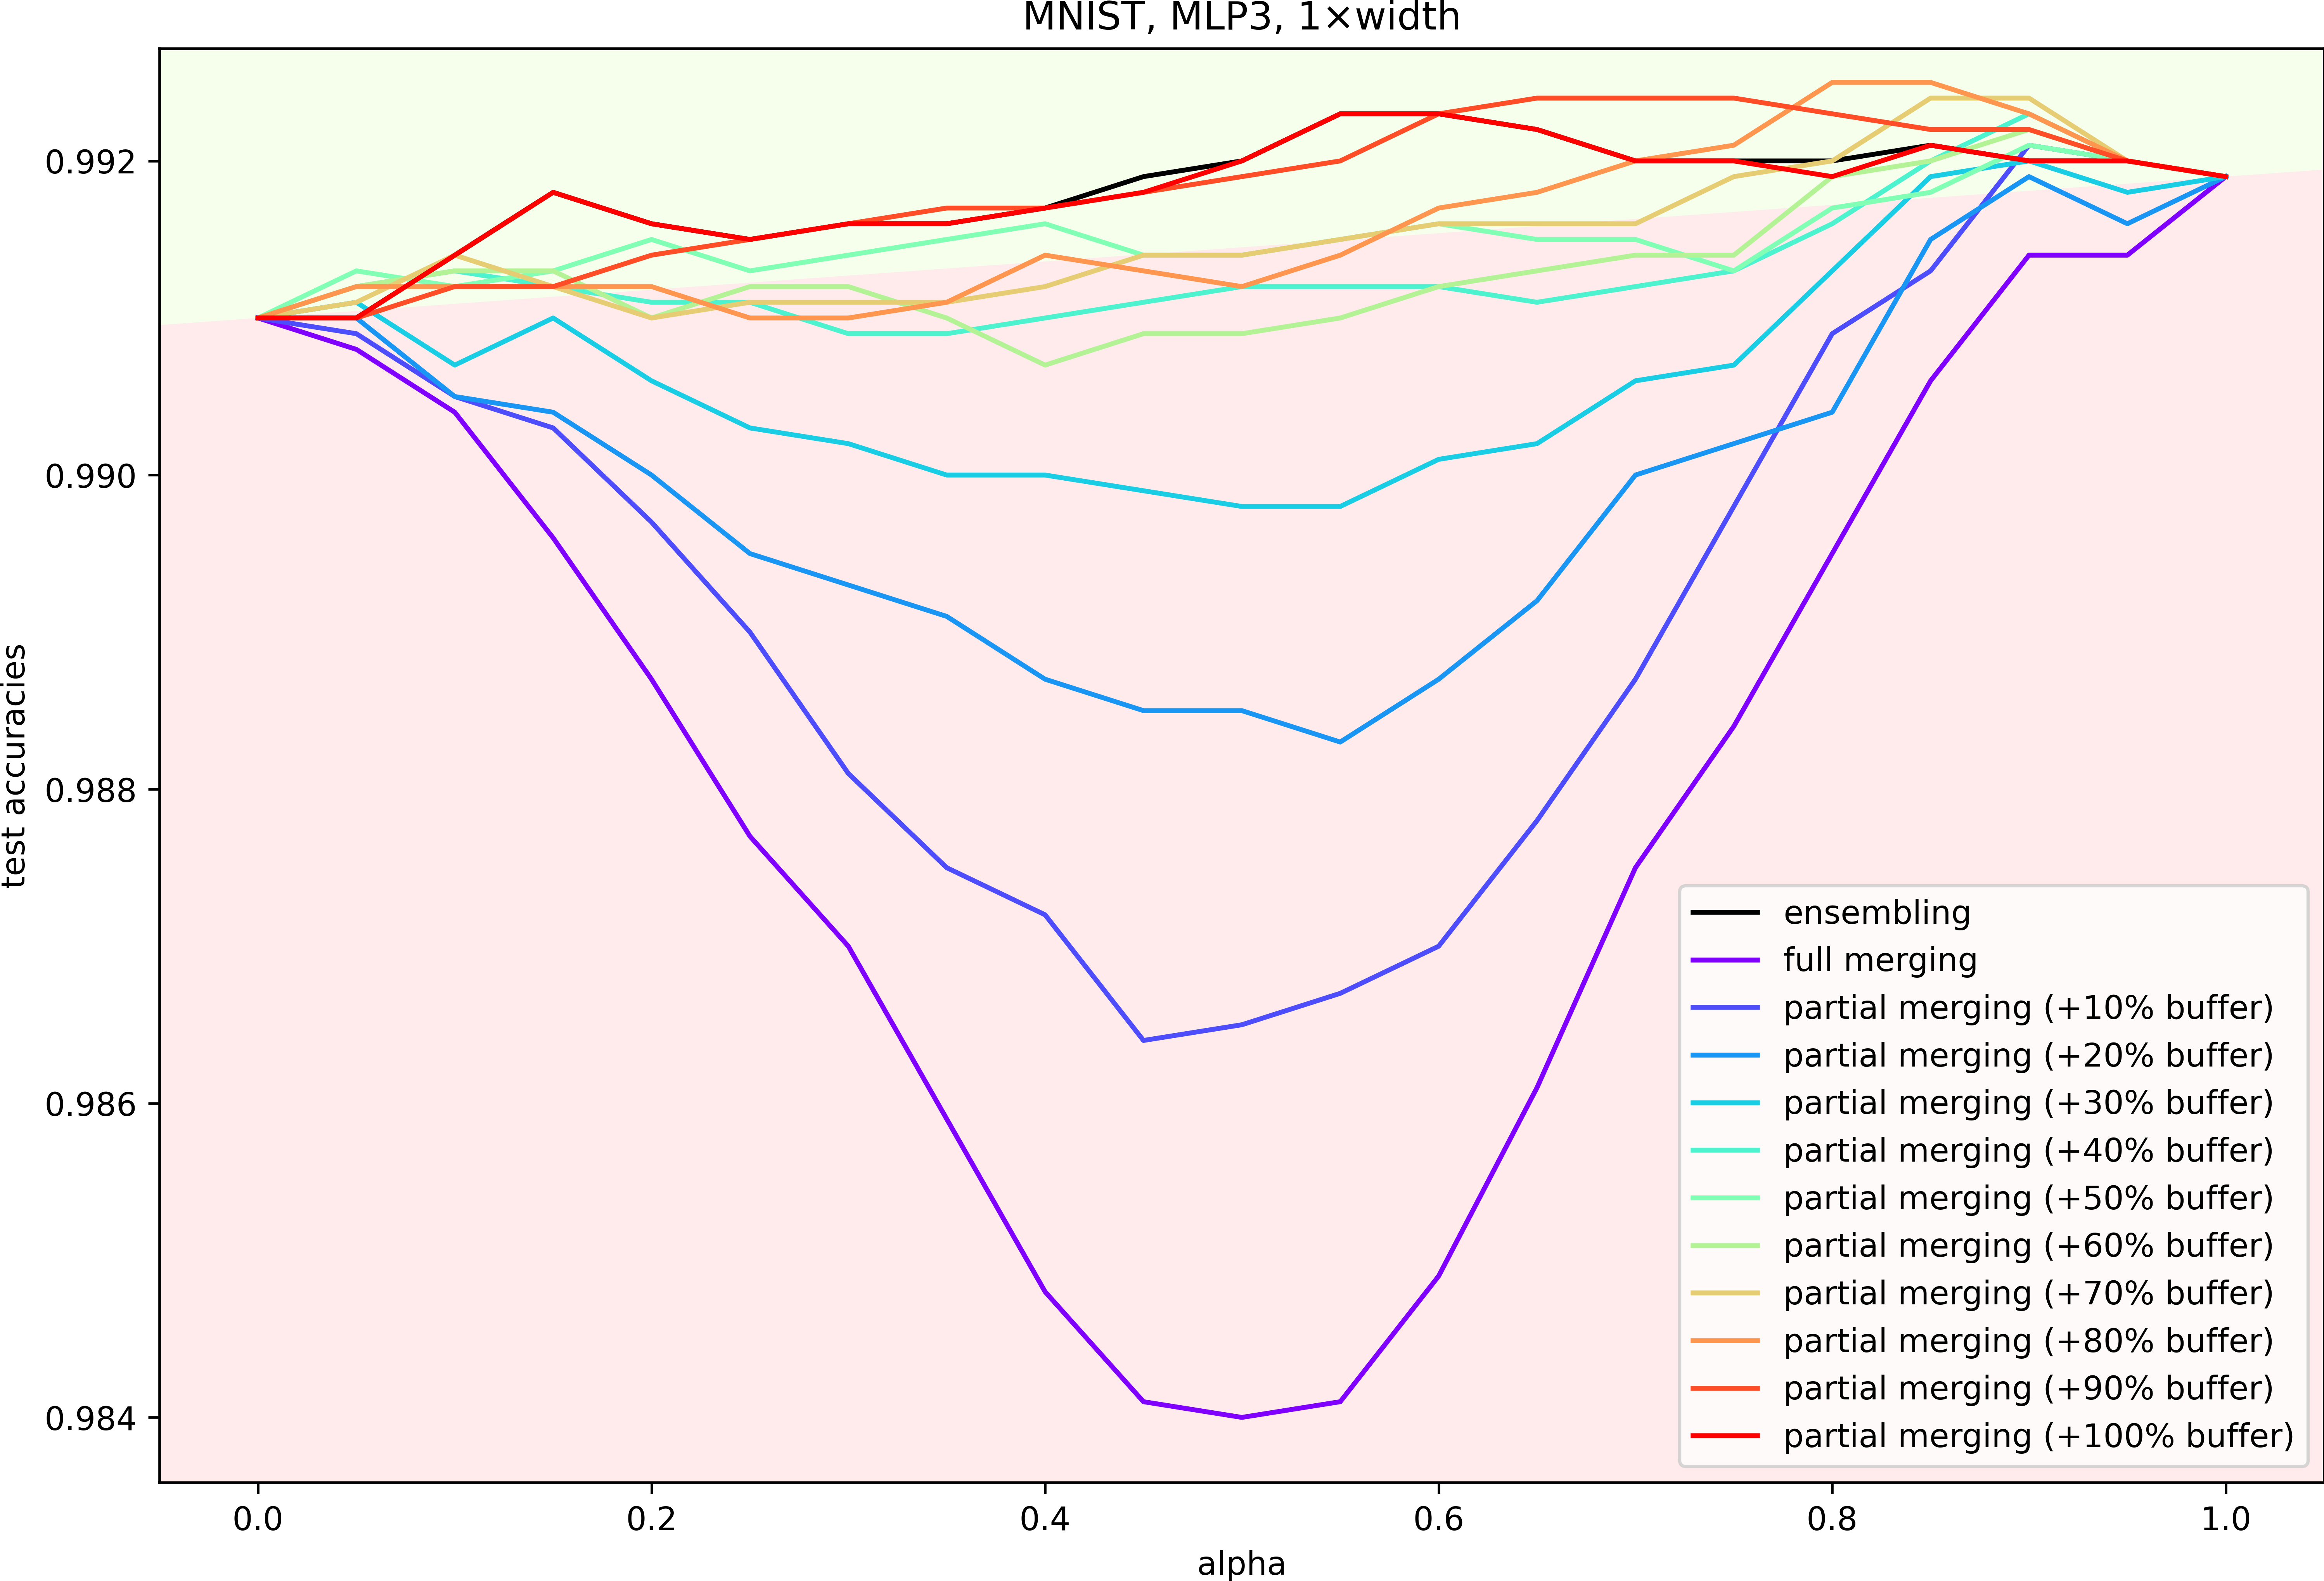 MNIST, MLP3, 1×width
test accuracies
0.992
0.990
0.988
0.986
0.984
ensembling
full merging
partial merging (+10% buffer)
partial merging (+20% buffer)
partial merging (+30% buffer)
partial merging (+40% buffer)
partial merging (+50% buffer)
partial merging (+60% buffer)
partial merging (+70% buffer)
partial merging (+80% buffer)
partial merging (+90% buffer)
partial merging (+100% buffer)
0.0 0.2 0.4 0.6 0.8 1.0
alpha